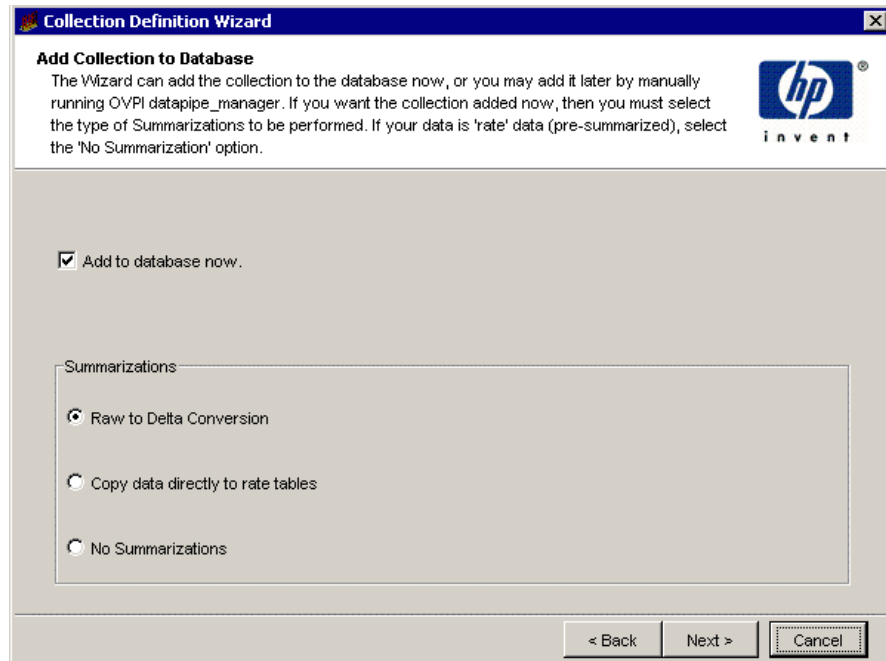 Collection Definition Wizard
Add Collection to Database
The Wizard can add the collection to the database now, or you may add it later by manually
running OVPI datapipe_manager. If you want the collection added now, then you must select
the type of Summarizations to be performed. If your data is 'rate' data (pre-summarized), select
the 'No Summarization' option.
hp
®
invent
Add to database now.
Summarizations
Raw to Delta Conversion
Copy data directly to rate tables
No Summarizations
< Back
Next >
Cancel